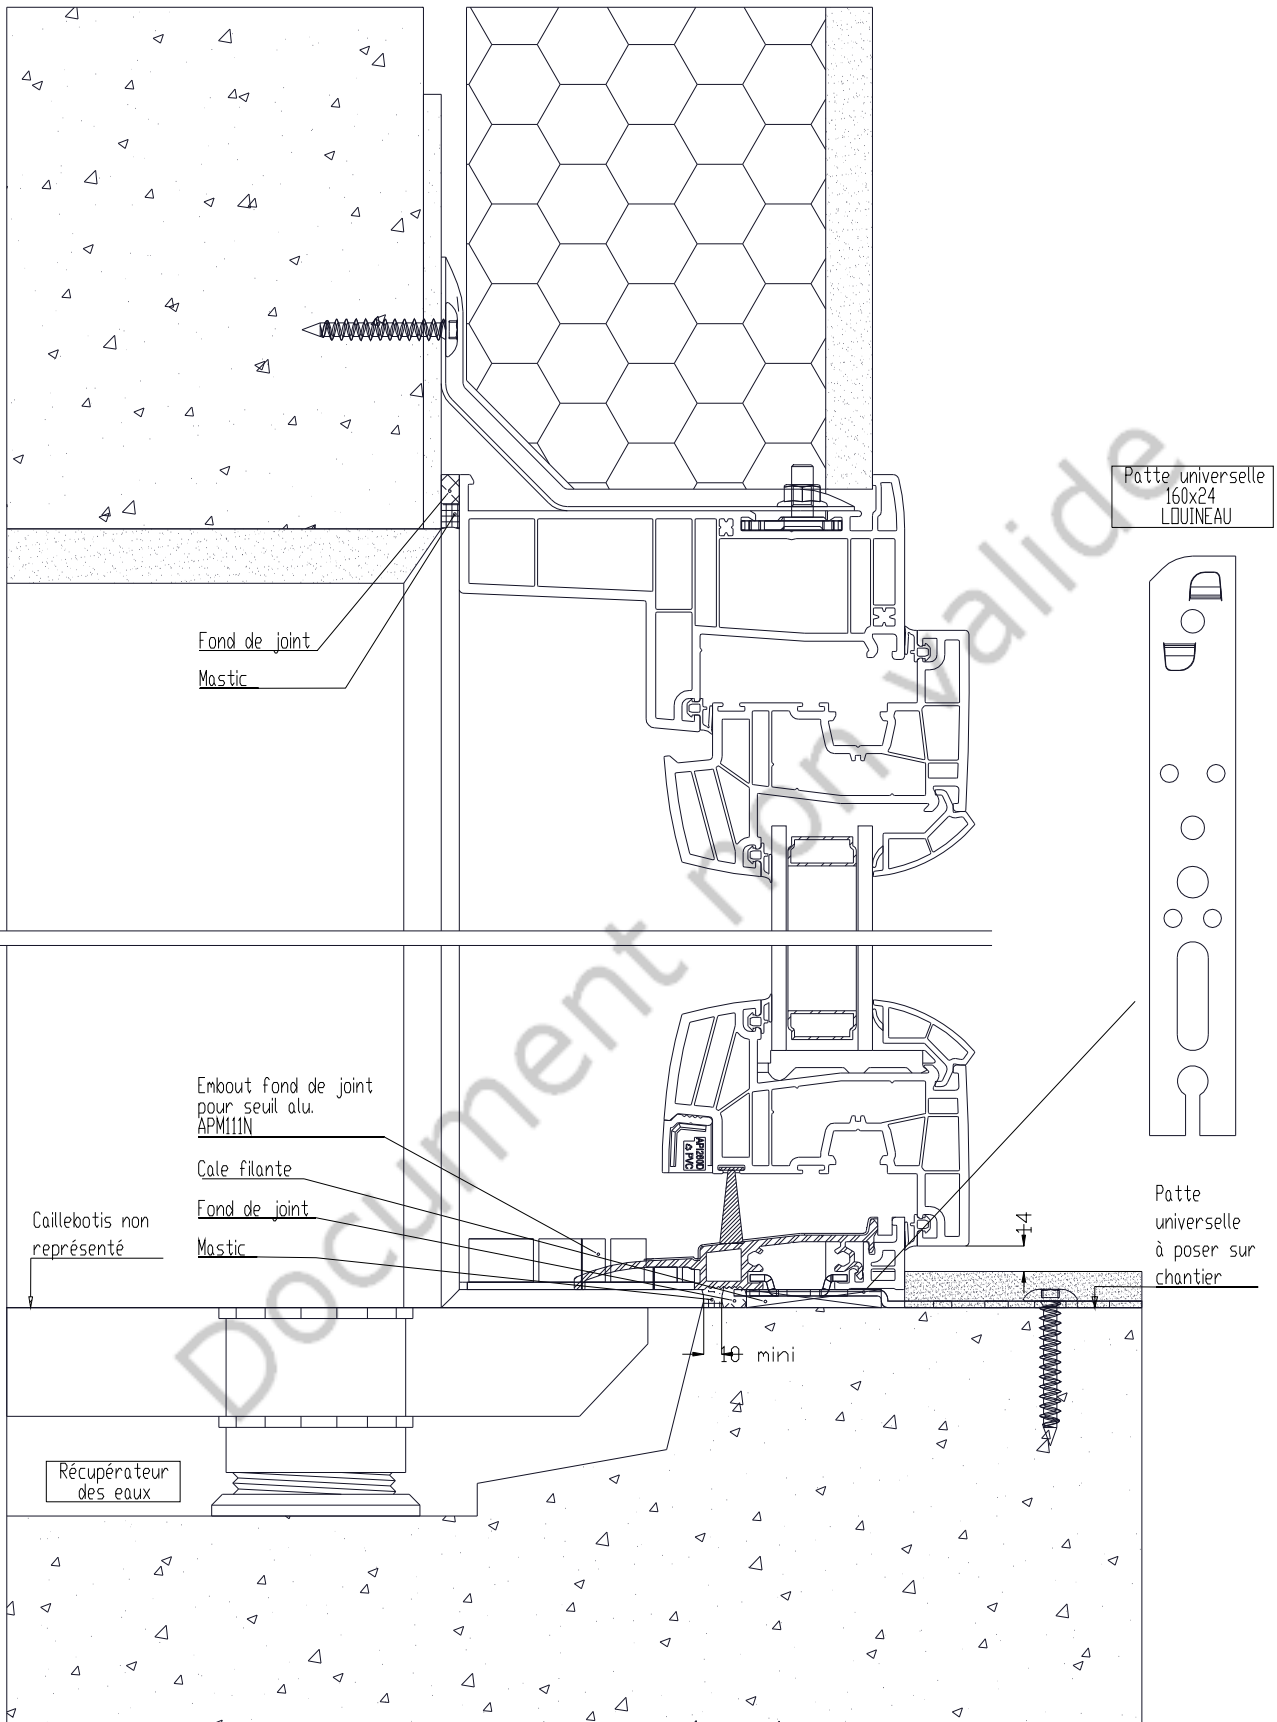 Patte universelle
160x24
LOUINEAU
Fond de joint
Mastic
Document non valide
Embout fond de joint
pour seuil alu.
APM111N
Cale filante
Fond de joint
Mastic
Caillebotis non
représenté
14
Patte
universelle
à poser sur
chantier
10 mini
Récupérateur
des eaux